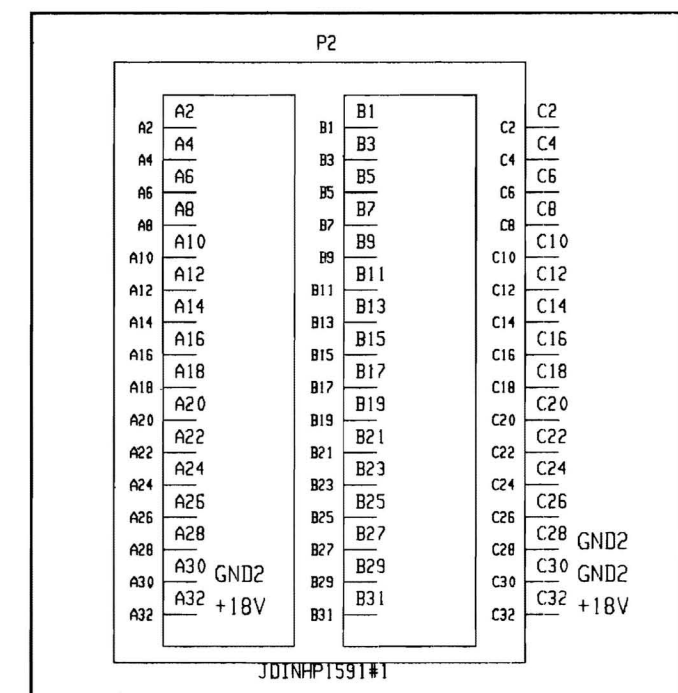 P2
A2 B1 C2
A2 B1 C2
A4 B3 C4
A4 B3 C4
A6 B5 C6
A6 B5 C6
A8 B7 C8
A8 B7 C8
A10 B9 C10
A10 B9 C10
A12 B11 C12
A12 B11 C12
A14 B13 C14
A14 B13 C14
A16 B15 C16
A16 B15 C16
A18 B17 C18
A18 B17 C18
A20 B19 C20
A20 B19 C20
A22 B21 C22
A22 B21 C22
A24 B23 C24
A24 B23 C24
A26 B25 C26
A26 B25 C26
A28 B27 C28 GND2
A28 B27 C28
A30 GND2 B29 C30 GND2
A30 B29 C30
A32 +18V B31 C32 +18V
A32 B31 C32
JDINHP1591#1